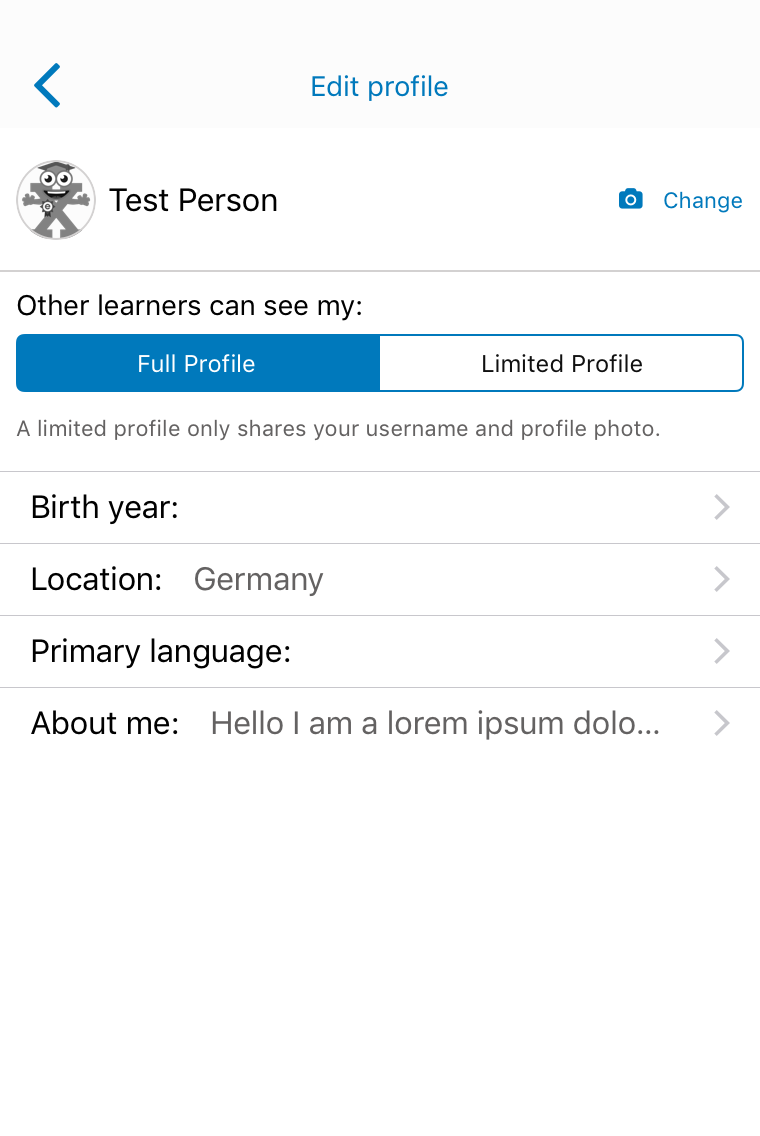 Edit profile
Test Person
Change
Other learners can see my:
Full Profile
Limited Profile
A limited profile only shares your username and profile photo.
Birth year:
Location: Germany
Primary language:
About me: Hello I am a lorem ipsum dolo...